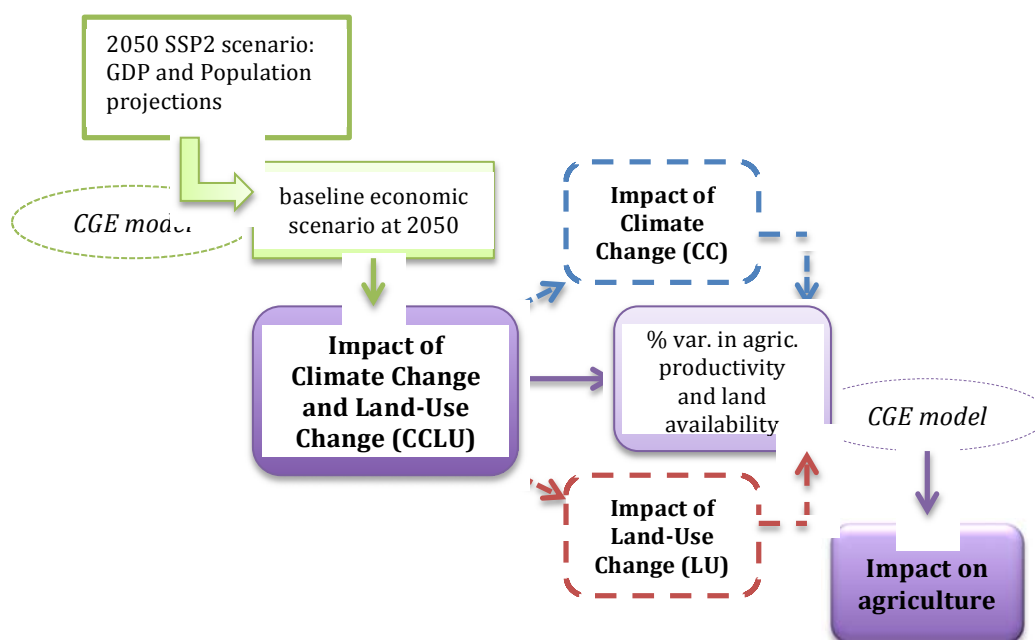 2050 SSP2 scenario:
GDP and Population
projections
CGE model
baseline economic
scenario at 2050
Impact of
Climate
Change (CC)
Impact of
Climate Change
and Land-Use
Change (CCLU)
% var. in agric.
productivity
and land
availability
CGE model
Impact of
Land-Use
Change (LU)
Impact on
agriculture